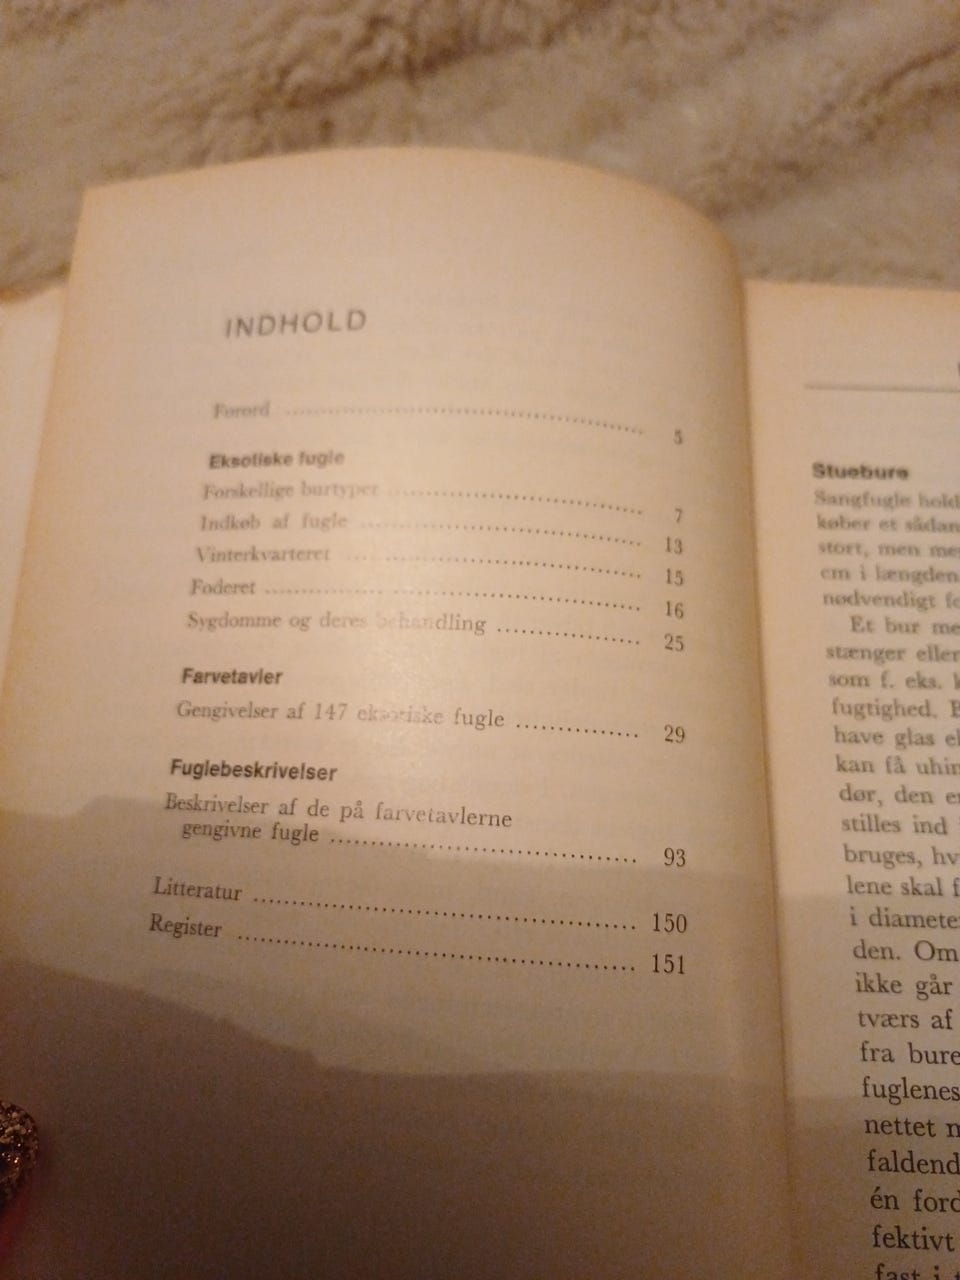 INDHOLD
Forord .......... 5
Eksotiske fugle
Forskellige burtyper .......... 7
Indkøb af fugle .......... 13
Vinterkvarteret .......... 15
Foderet .......... 16
Sygdomme og deres behandling .......... 25
Farvetavler
Gengivelser af 147 eksotiske fugle .......... 29
Fuglebeskrivelser
Beskrivelser af de på farvetavlerne
gengivne fugle .......... 93
Litteratur .......... 150
Register .......... 151
Stuebure
Sangfugle hold
køber et sådan
stort, men me
cm i længden
nødvendigt f
Et bur me
stænger eller
som f. eks. k
fugtighed. B
have glas el
kan få uhin
dør, den e
stilles ind
bruges, hv
lene skal f
i diameter
den. Om
ikke går
tværs af
fra bure
fuglenes
nettet n
faldend
én ford
fektivt
fast i